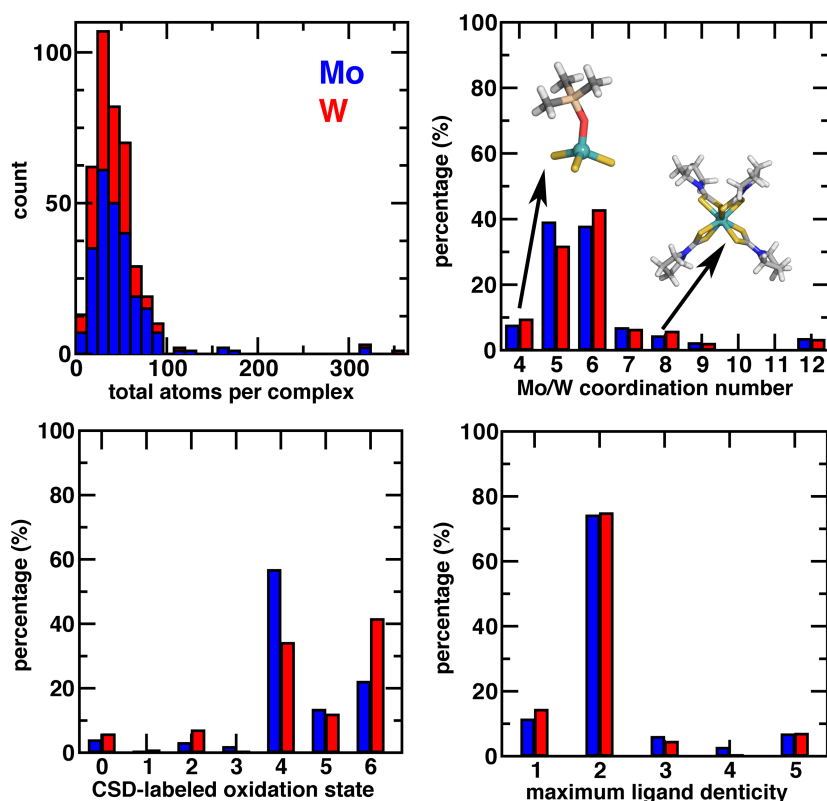 100
50
0
count
Mo
W
100
200
300
total atoms per complex
100
80
60
40
20
0
percentage (%)
4 5 6 7 8 9 10 11 12
Mo/W coordination number
100
80
60
40
20
0
percentage (%)
0 1 2 3 4 5 6
CSD-labeled oxidation state
100
80
60
40
20
0
percentage (%)
1 2 3 4 5
maximum ligand denticity